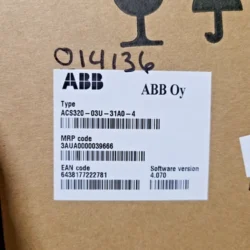 014136
ABB ABB Oy
Type
ACS320-03U-31A0-4
MRP code
3AUA0000039666
EAN code Software version
6438177222781 4.070